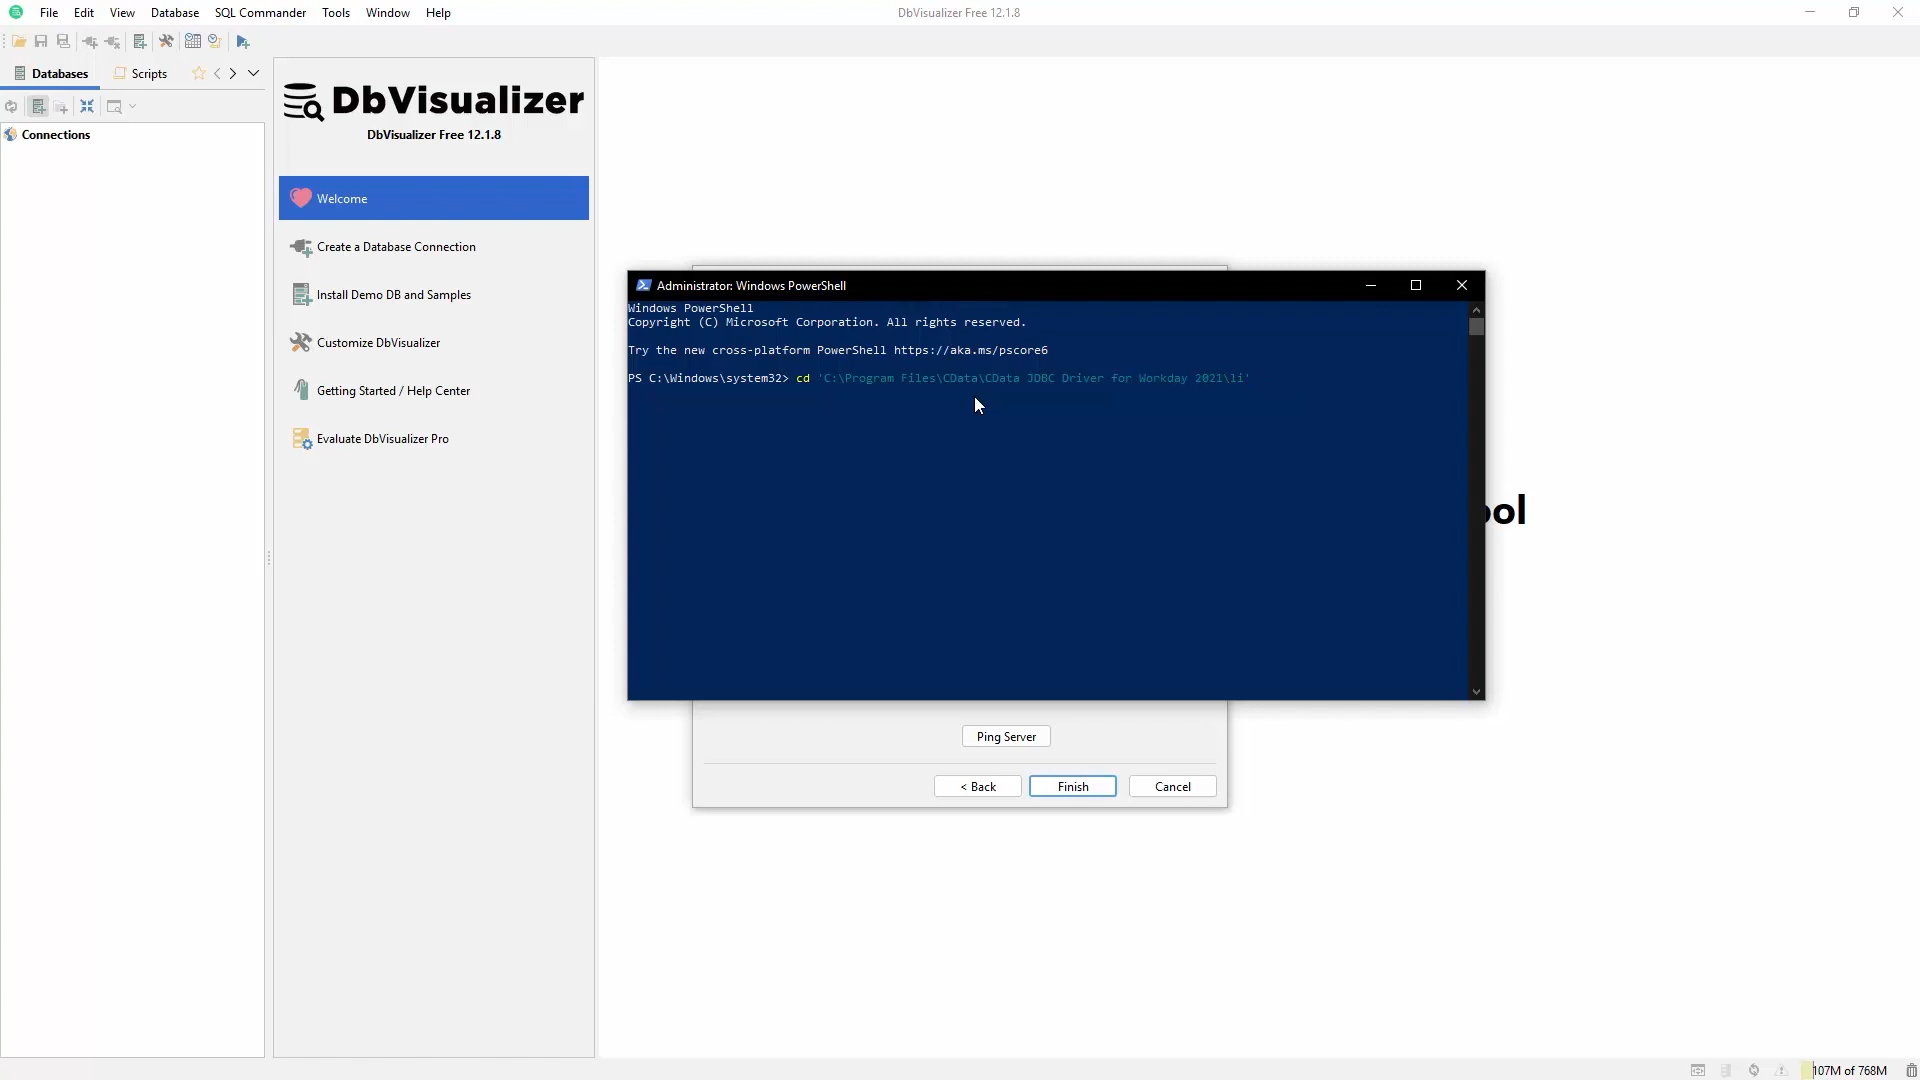 File Edit View Database SQL Commander Tools Window Help
DbVisualizer Free 12.1.8
Databases Scripts
Connections
DbVisualizer
DbVisualizer Free 12.1.8
Welcome
Create a Database Connection
Install Demo DB and Samples
Customize DbVisualizer
Getting Started / Help Center
Evaluate DbVisualizer Pro
Administrator: Windows PowerShell
Windows PowerShell
Copyright (C) Microsoft Corporation. All rights reserved.
Try the new cross-platform PowerShell https://aka.ms/pscore6
PS C:\Windows\system32> cd 'C:\Program Files\CData\CData JDBC Driver for Workday 2021\li'
Ping Server
< Back Finish Cancel
107M of 768M